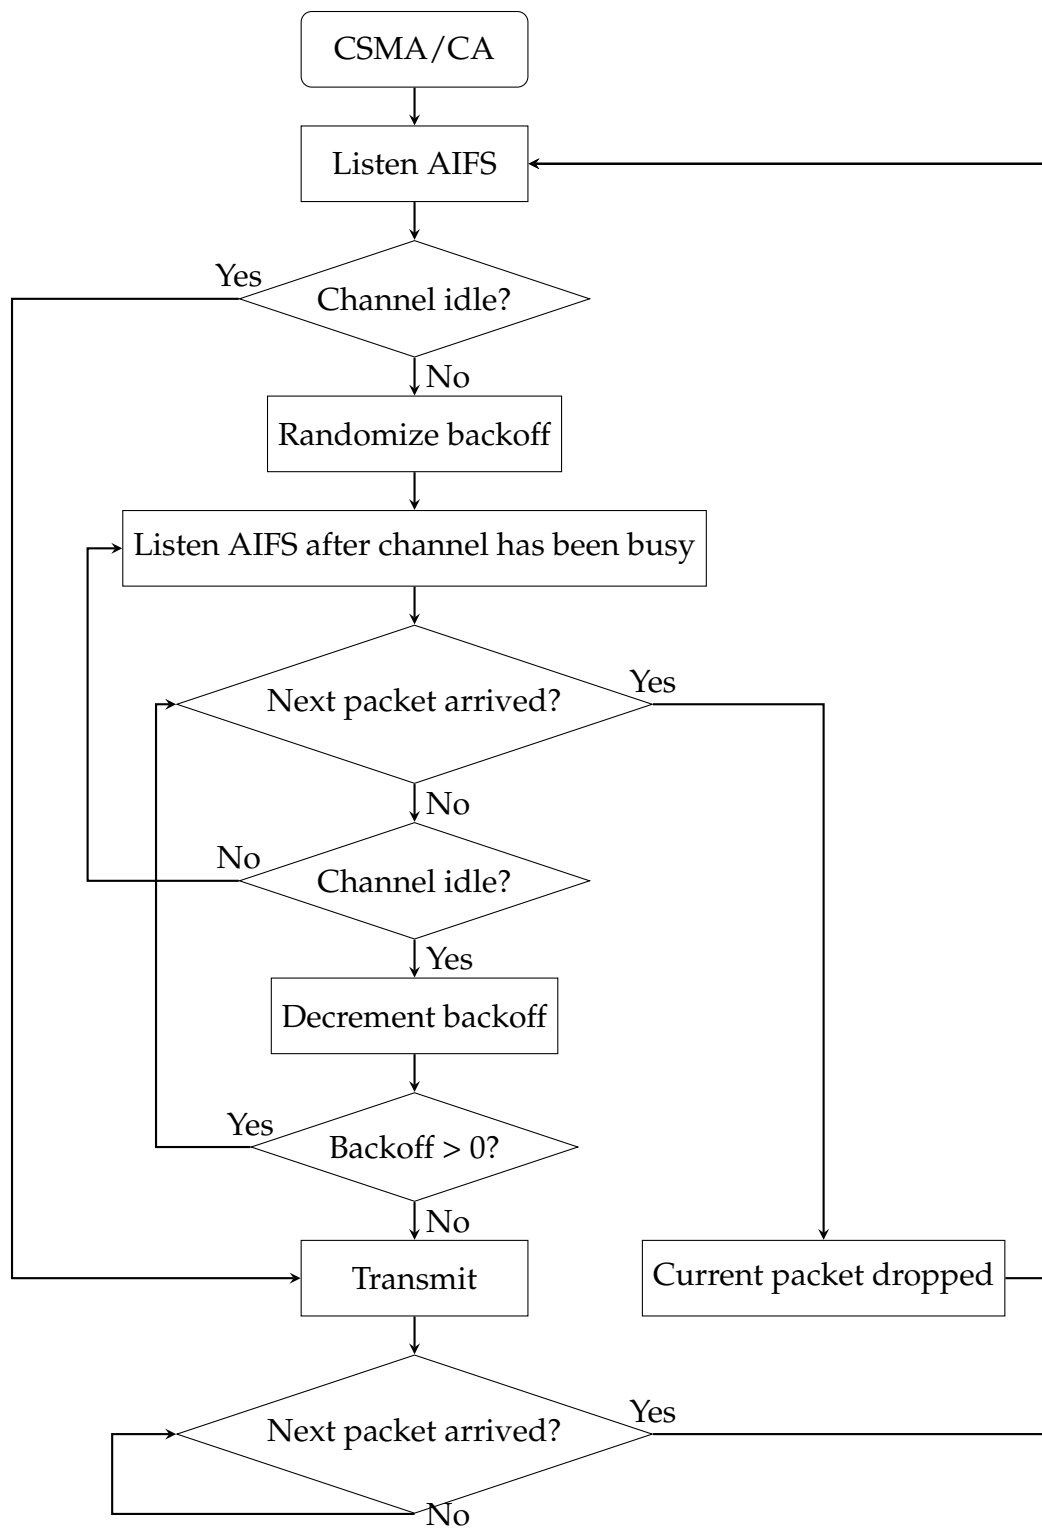 CSMA/CA
Listen AIFS
Yes
Channel idle?
No
Randomize backoff
Listen AIFS after channel has been busy
Yes
Next packet arrived?
No
No
Channel idle?
Yes
Decrement backoff
Yes
Backoff > 0?
No
Transmit
Current packet dropped
Yes
Next packet arrived?
No